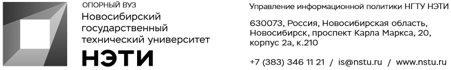 ОПОРНЫЙ ВУЗ
Новосибирский
государственный
технический университет
НЭТИ
Управление информационной политики НГТУ НЭТИ
630073, Россия, Новосибирская область,
Новосибирск, проспект Карла Маркса, 20,
корпус 2а, к.210
+7 (383) 346 11 21 / is@nstu.ru / www.nstu.ru